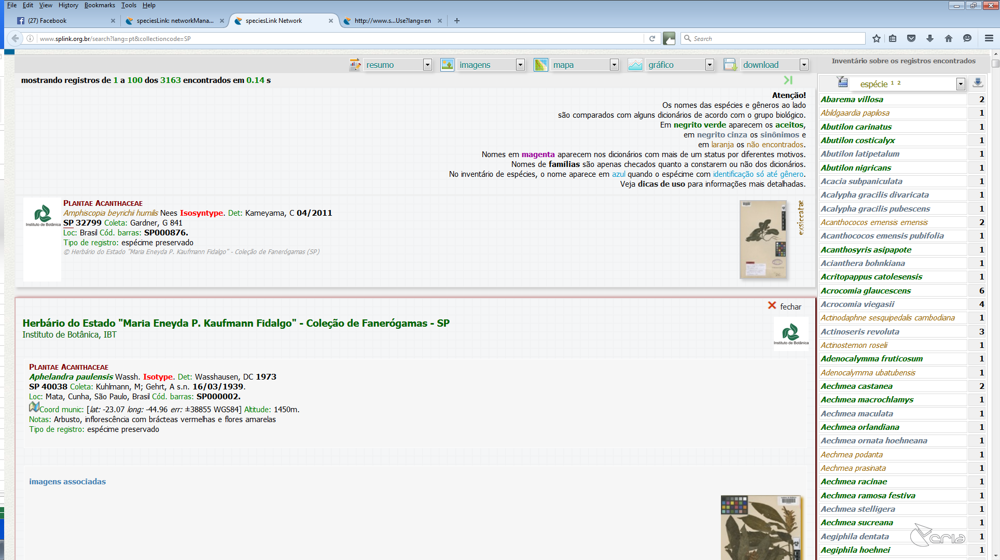 File Edit View History Bookmarks Tools Help
(27) Facebook
speciesLink: networkMana...
speciesLink Network
http://www.s...Use?lang=en
www.splink.org.br/search?lang=pt&collectioncode=SP
Search
resumo
imagens
mapa
gráfico
download
mostrando registros de 1 a 100 dos 3163 encontrados em 0.14 s
Atenção!
Os nomes das espécies e gêneros ao lado
são comparados com alguns dicionários de acordo com o grupo biológico.
Em negrito verde aparecem os aceitos,
em negrito cinza os sinônimos e
em laranja os não encontrados.
Nomes em magenta aparecem nos dicionários com mais de um status por diferentes motivos.
Nomes de famílias são apenas checados quanto a constarem ou não dos dicionários.
No inventário de espécies, o nome aparece em azul quando o espécime com identificação só até gênero.
Veja dicas de uso para informações mais detalhadas.
Instituto de Botânica
PLANTAE ACANTHACEAE
Amphiscopia beyrichii humilis Nees Isosyntype. Det: Kameyama, C 04/2011
SP 32799 Coleta: Gardner, G 841
Loc: Brasil Cód. barras: SP000876.
Tipo de registro: espécime preservado
© Herbário do Estado "Maria Eneyda P. Kaufmann Fidalgo" - Coleção de Fanerógamas (SP)
exsiccatæ
fechar
Herbário do Estado "Maria Eneyda P. Kaufmann Fidalgo" - Coleção de Fanerógamas - SP
Instituto de Botânica, IBT
Instituto de Botânica
PLANTAE ACANTHACEAE
Aphelandra paulensis Wassh. Isotype. Det: Wasshausen, DC 1973
SP 40038 Coleta: Kuhlmann, M; Gehrt, A s.n. 16/03/1939.
Loc: Mata, Cunha, São Paulo, Brasil Cód. barras: SP000002.
Coord munic: [lat: -23.07 long: -44.96 err: ±38855 WGS84] Altitude: 1450m.
Notas: Arbusto, inflorescência com brácteas vermelhas e flores amarelas
Tipo de registro: espécime preservado
imagens associadas
Inventário sobre os registros encontrados
espécie ¹ ²
Abarema villosa 2
Abildgaardia papilosa 1
Abutilon carinatus 1
Abutilon costicalyx 1
Abutilon latipetalum 1
Abutilon nigricans 1
Acacia subpaniculata 1
Acalypha gracilis divaricata 1
Acalypha gracilis pubescens 1
Acanthococos emensis emensis 2
Acanthococos emensis pubifolia 1
Acanthosyris asipapote 1
Acianthera bohnkiana 1
Acritopappus catolesensis 1
Acrocomia glaucescens 6
Acrocomia viegasii 4
Actinodaphne sesquipedalis cambodiana 1
Actinoseris revoluta 3
Actinostemon roselii 1
Adenocalymma fruticosum 1
Adenocalymma ubatubensis 1
Aechmea castanea 2
Aechmea macrochlamys 1
Aechmea maculata 1
Aechmea orlandiana 1
Aechmea ornata hoehneana 1
Aechmea podanta 1
Aechmea prasinata 1
Aechmea racinae 1
Aechmea ramosa festiva 1
Aechmea stelligera 1
Aechmea sucreana 1
Aegiphila dentata 1
Aegiphila hoehnei 1
cria